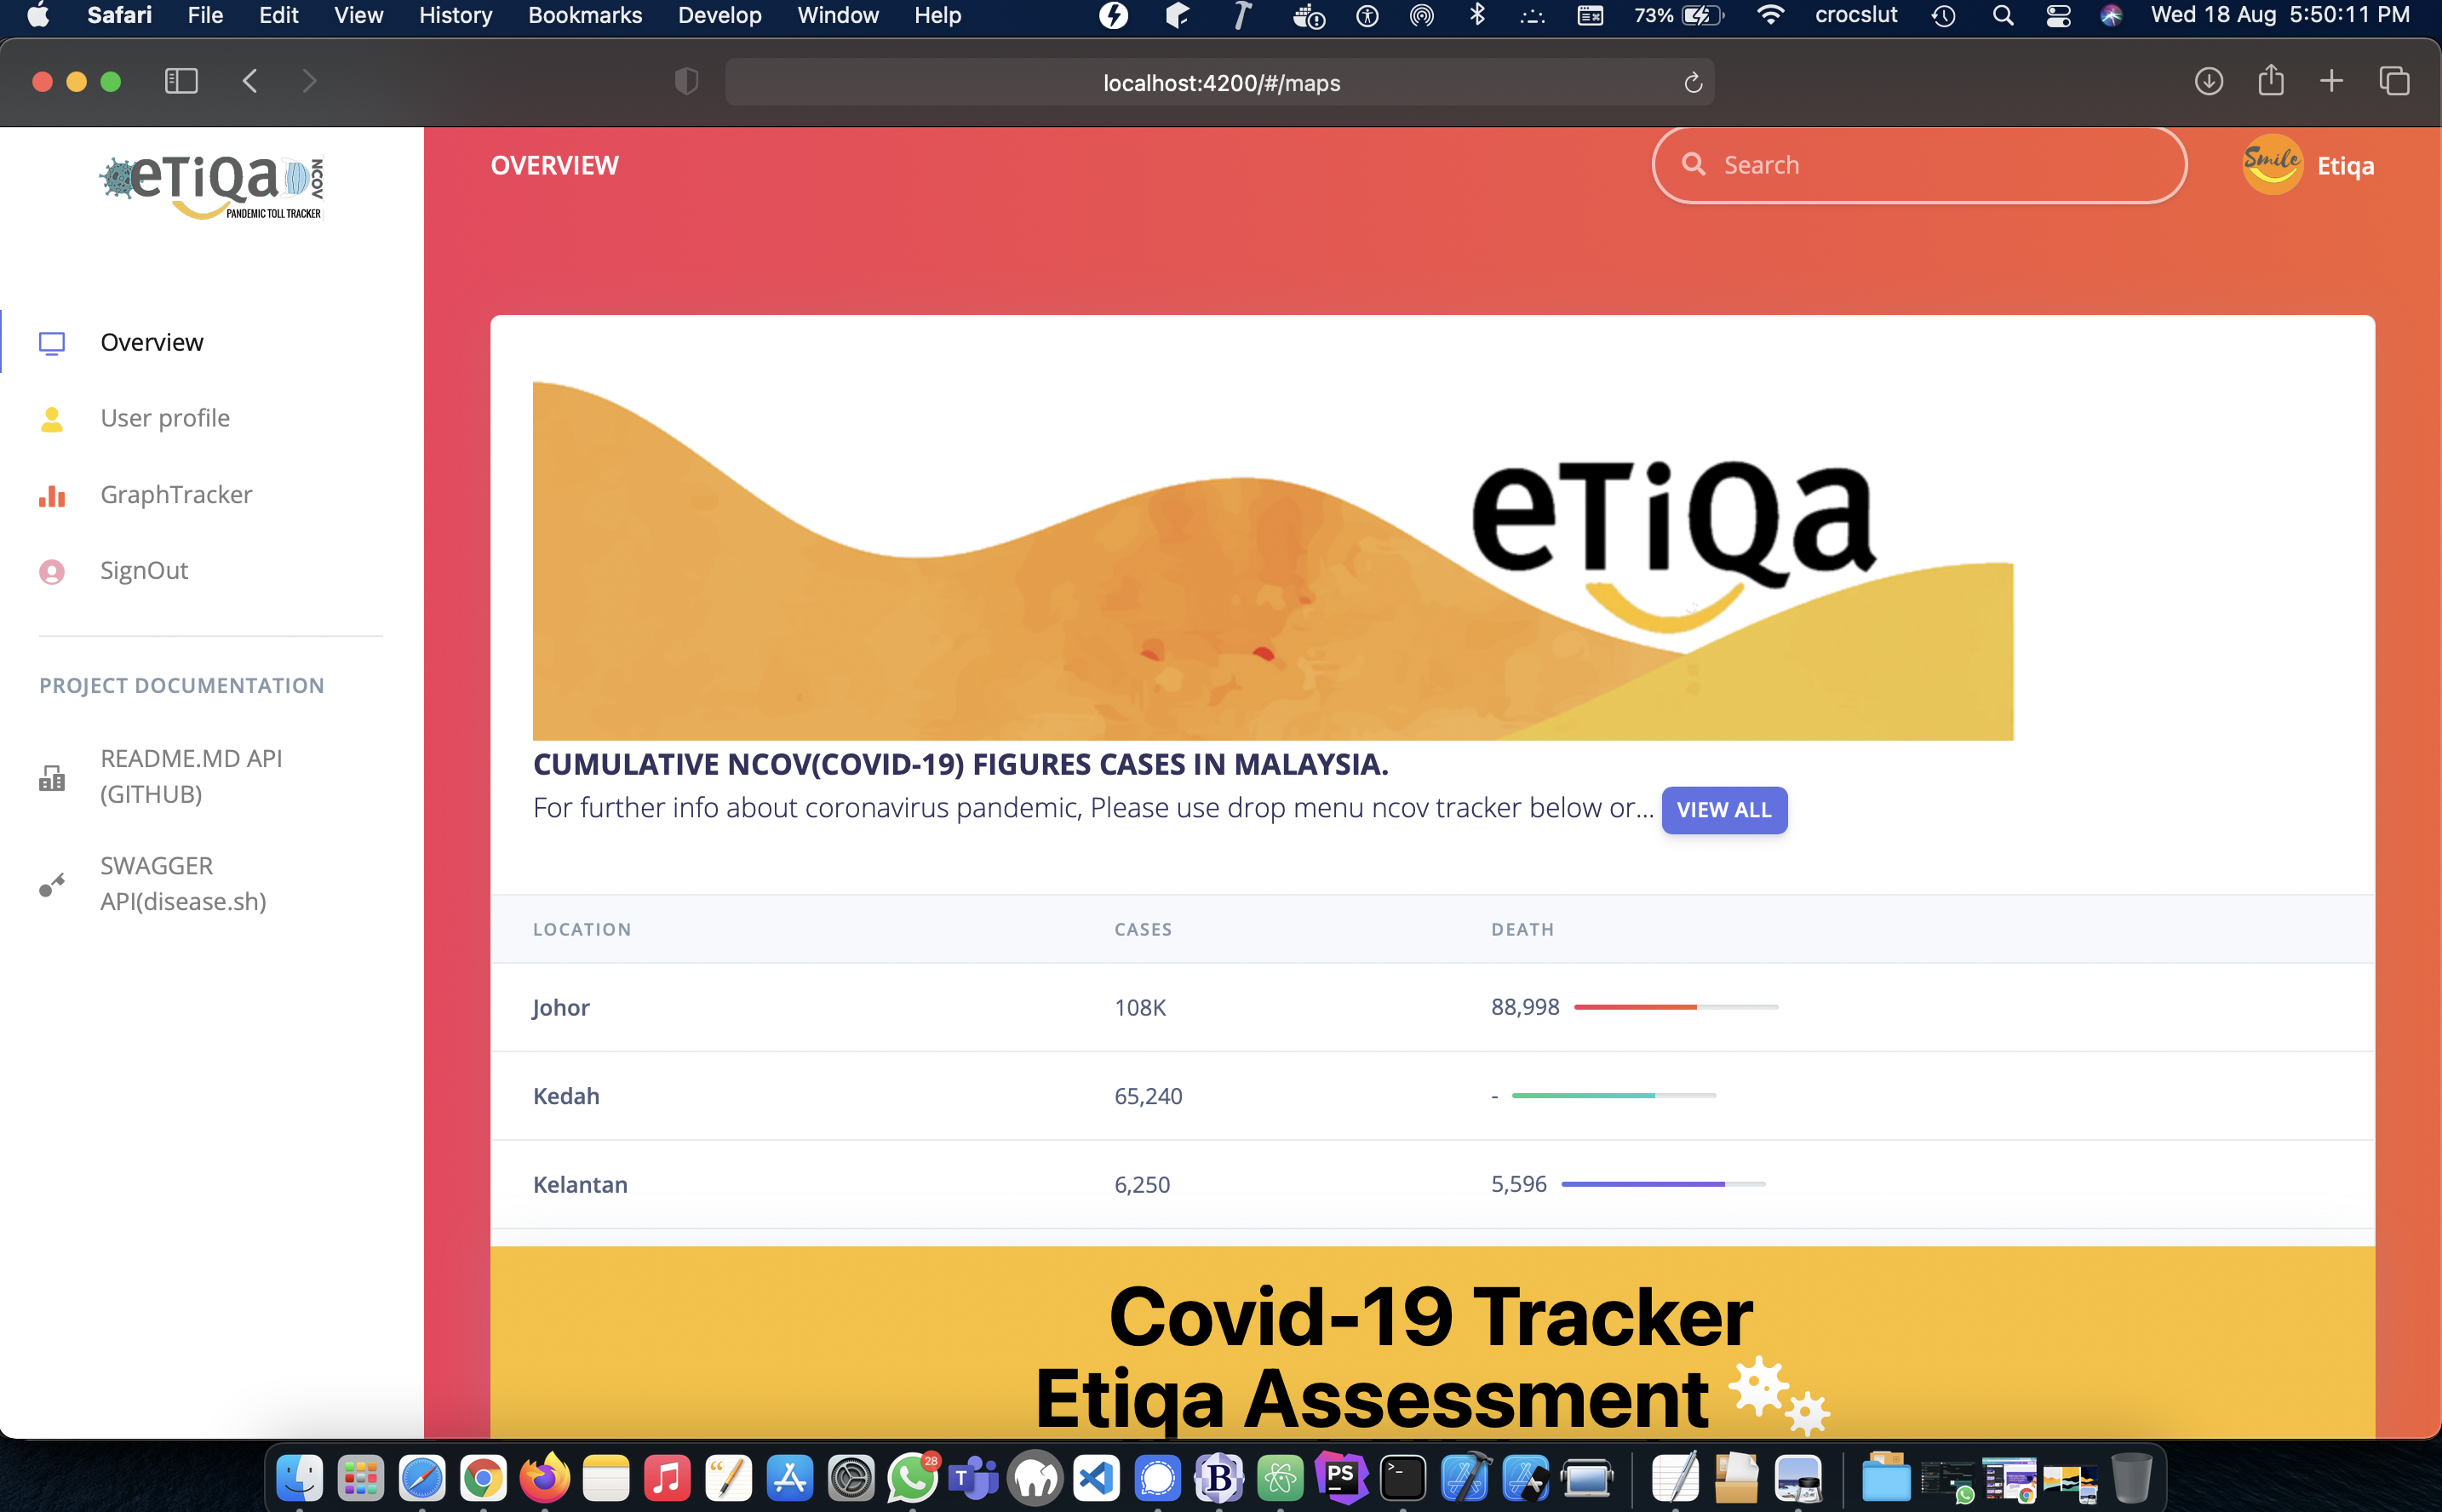 Safari File Edit View History Bookmarks Develop Window Help 73% crocslut Wed 18 Aug 5:50:11 PM
localhost:4200/#/maps
eTiQa NCOV
PANDEMIC TOLL TRACKER
OVERVIEW
Search
Smile
Etiqa
Overview
User profile
GraphTracker
SignOut
PROJECT DOCUMENTATION
README.MD API
(GITHUB)
SWAGGER
API(disease.sh)
eTiQa
CUMULATIVE NCOV(COVID-19) FIGURES CASES IN MALAYSIA.
For further info about coronavirus pandemic, Please use drop menu ncov tracker below or... VIEW ALL
LOCATION CASES DEATH
Johor 108K 88,998
Kedah 65,240 -
Kelantan 6,250 5,596
Covid-19 Tracker
Etiqa Assessment
28
T
B
PS
>_